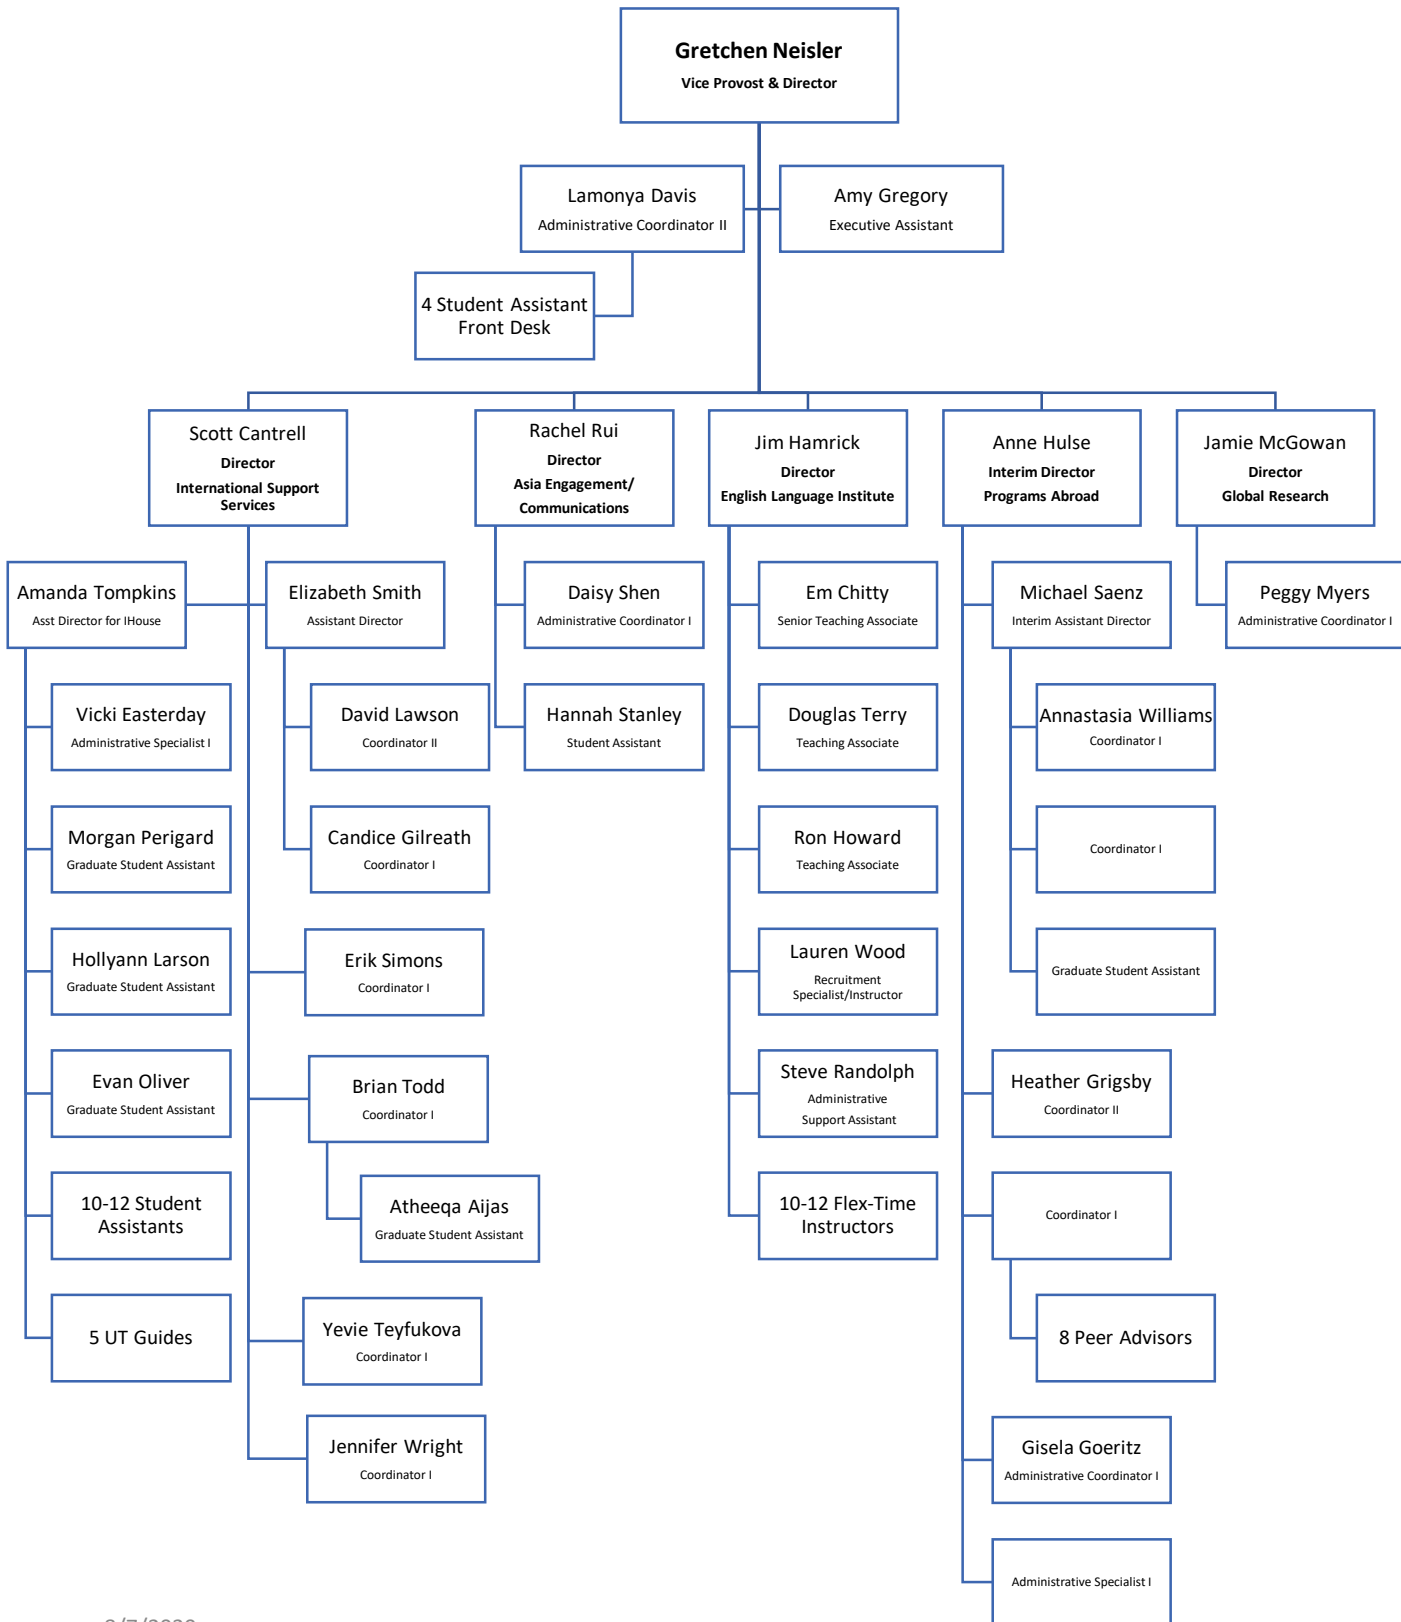 Gretchen Neisler
Vice Provost & Director
Lamonya Davis
Administrative Coordinator II
Amy Gregory
Executive Assistant
4 Student Assistant
Front Desk
Scott Cantrell
Director
International Support
Services
Rachel Rui
Director
Asia Engagement/
Communications
Jim Hamrick
Director
English Language Institute
Anne Hulse
Interim Director
Programs Abroad
Jamie McGowan
Director
Global Research
Amanda Tompkins
Asst Director for IHouse
Vicki Easterday
Administrative Specialist I
Morgan Perigard
Graduate Student Assistant
Hollyann Larson
Graduate Student Assistant
Evan Oliver
Graduate Student Assistant
10-12 Student
Assistants
5 UT Guides
Elizabeth Smith
Assistant Director
David Lawson
Coordinator II
Candice Gilreath
Coordinator I
Erik Simons
Coordinator I
Brian Todd
Coordinator I
Atheeqa Aijas
Graduate Student Assistant
Yevie Teyfukova
Coordinator I
Jennifer Wright
Coordinator I
Daisy Shen
Administrative Coordinator I
Hannah Stanley
Student Assistant
Em Chitty
Senior Teaching Associate
Douglas Terry
Teaching Associate
Ron Howard
Teaching Associate
Lauren Wood
Recruitment
Specialist/Instructor
Steve Randolph
Administrative
Support Assistant
10-12 Flex-Time
Instructors
Michael Saenz
Interim Assistant Director
Annastasia Williams
Coordinator I
Coordinator I
Graduate Student Assistant
Heather Grigsby
Coordinator II
Coordinator I
8 Peer Advisors
Gisela Goeritz
Administrative Coordinator I
Administrative Specialist I
Peggy Myers
Administrative Coordinator I